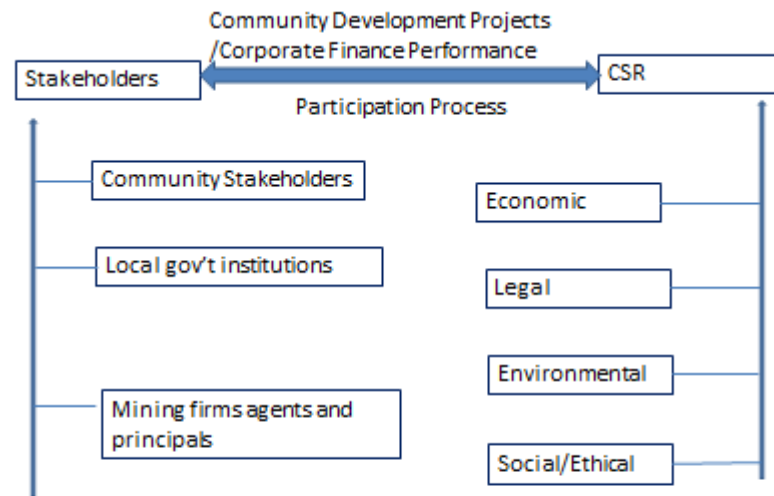 Community Development Projects
/Corporate Finance Performance
Stakeholders
CSR
Participation Process
Community Stakeholders
Economic
Local gov't institutions
Legal
Environmental
Mining firms agents and
principals
Social/Ethical